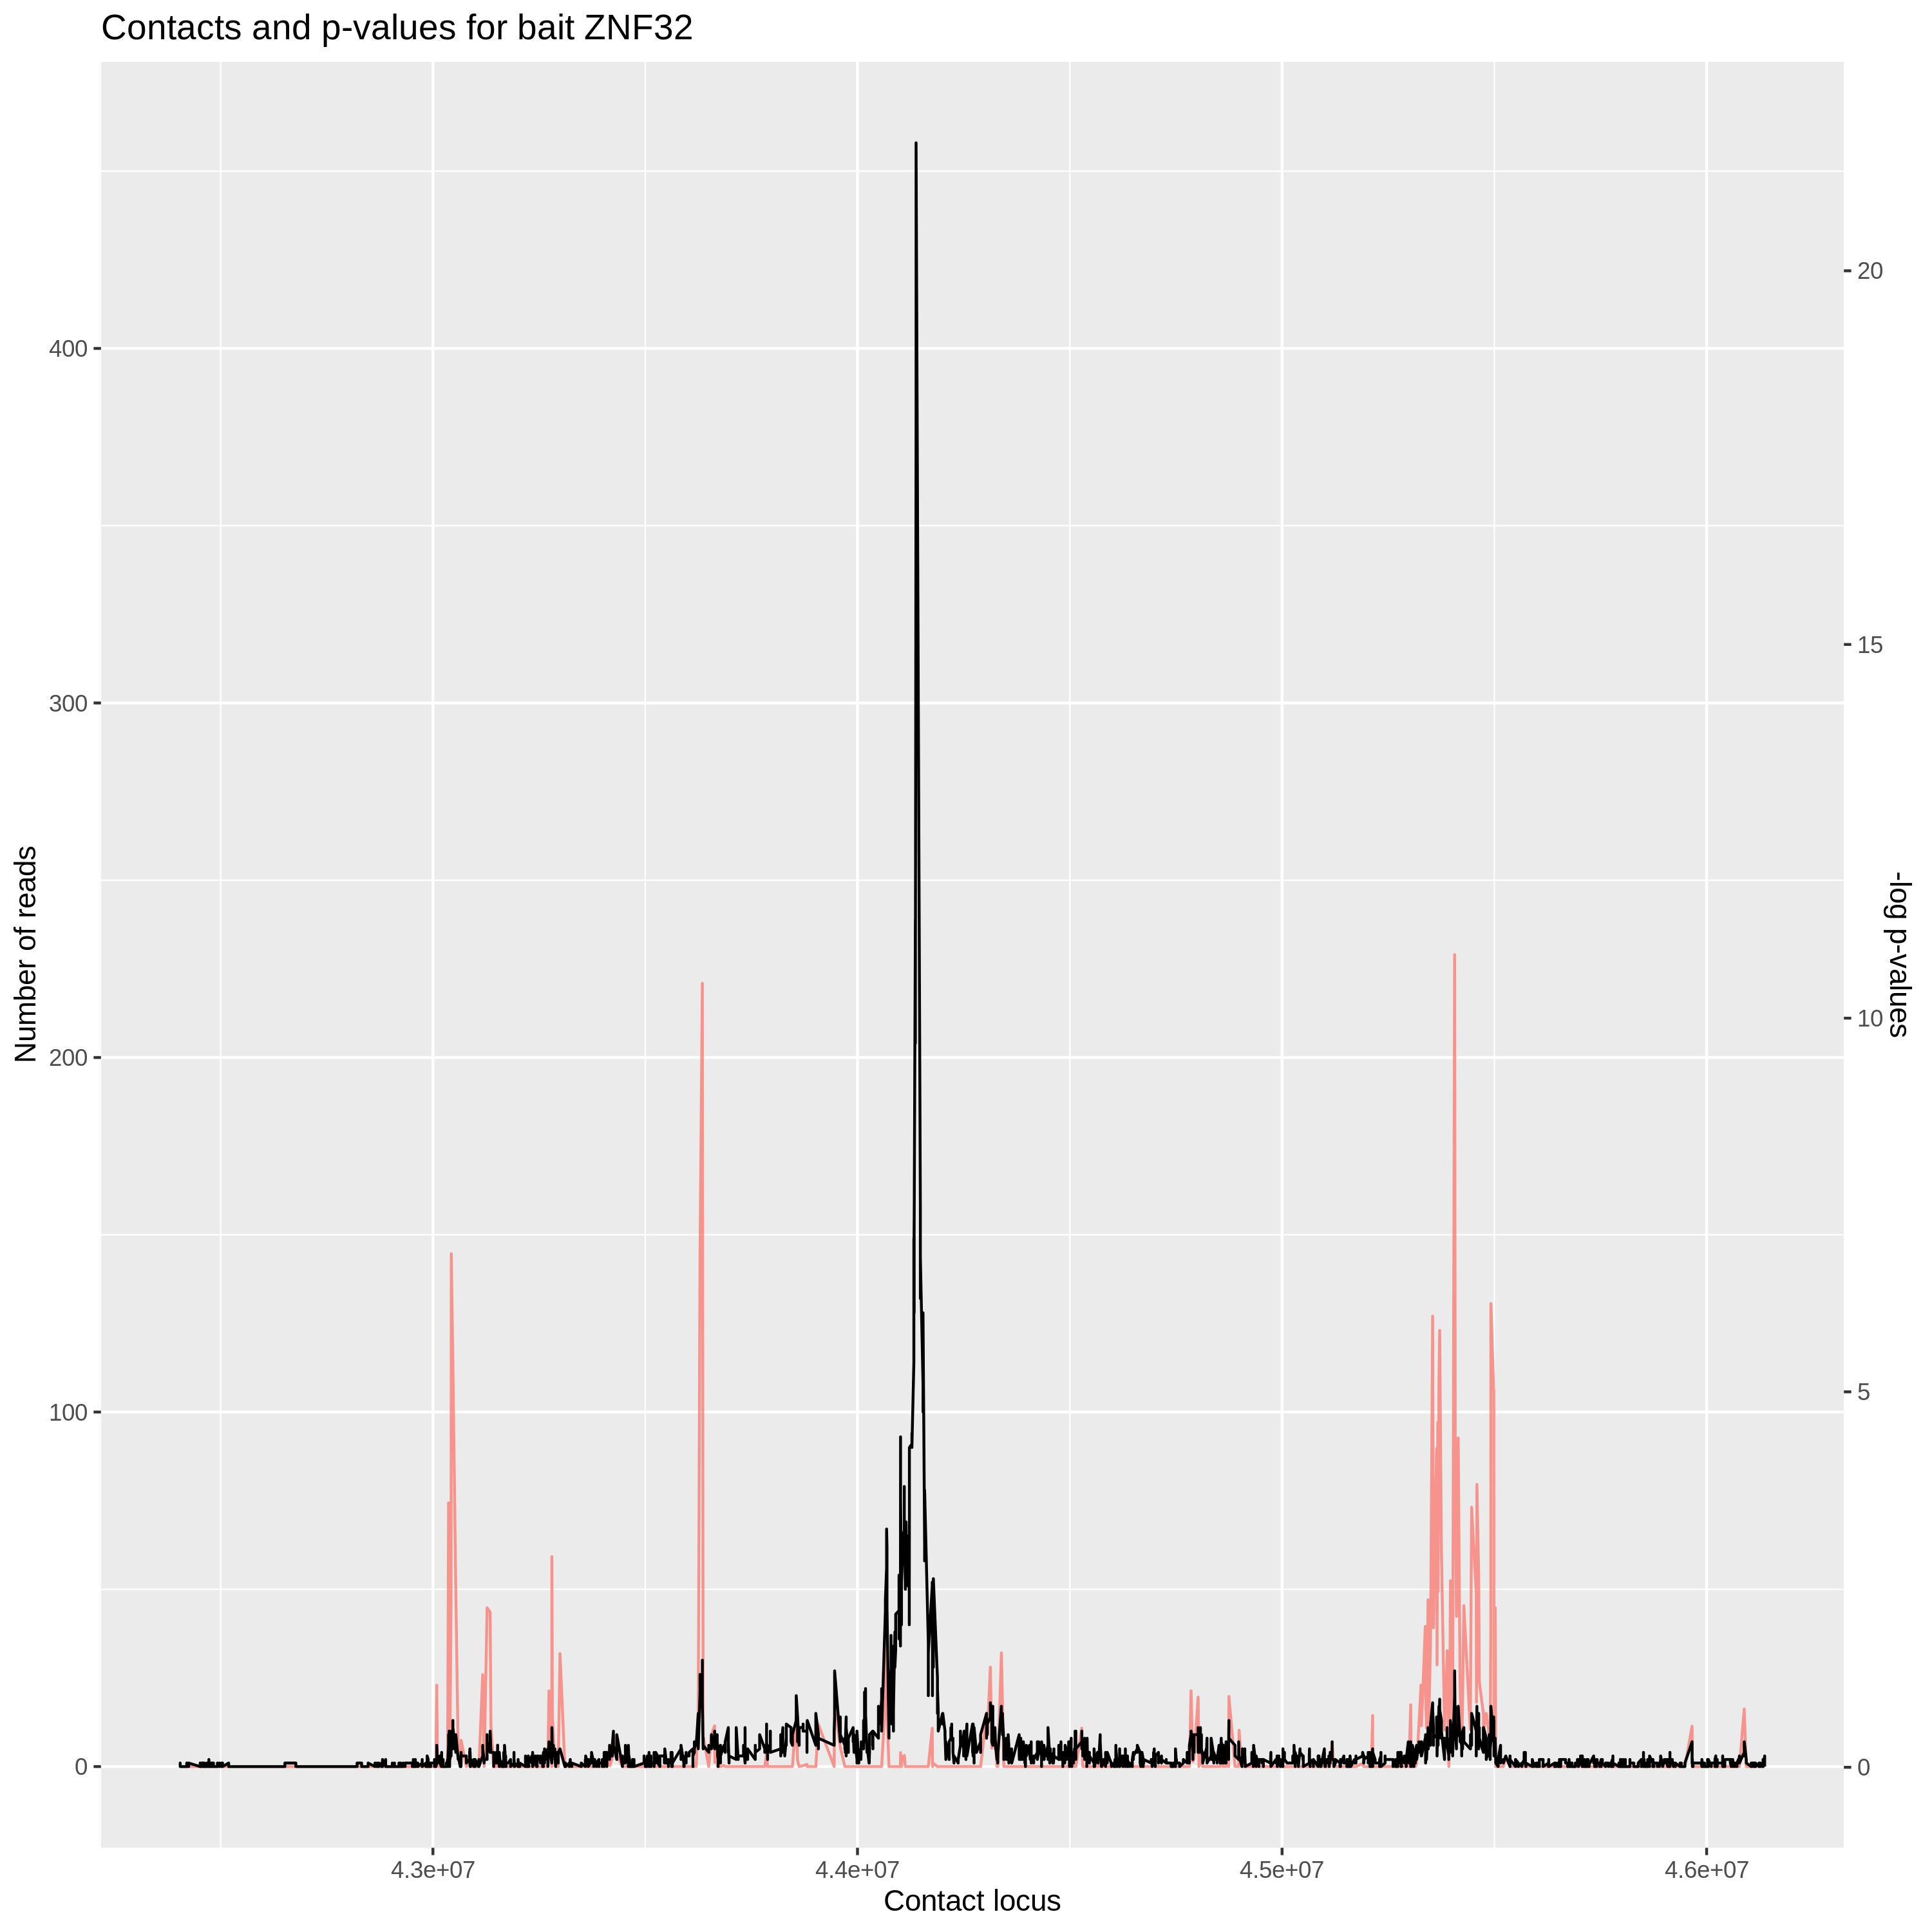 Contacts and p-values for bait ZNF32
Number of reads
400
300
200
100
0
20
15
10
5
0
-log p-values
4.3e+07
4.4e+07
4.5e+07
4.6e+07
Contact locus